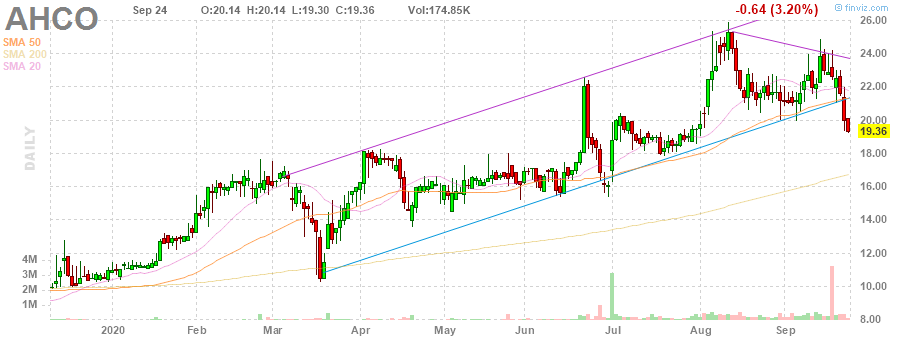 AHCO
Sep 24 O:20.14 H:20.14 L:19.30 C:19.36 Vol:174.85K -0.64 (3.20%)
finviz.com
SMA 50
SMA 200
SMA 20
DAILY
26.00
24.00
22.00
20.00
19.36
18.00
16.00
14.00
12.00
10.00
8.00
4M
3M
2M
1M
2020 Feb Mar Apr May Jun Jul Aug Sep